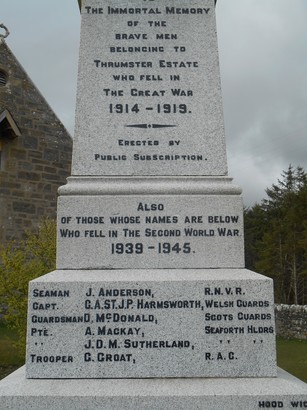 TO
THE IMMORTAL MEMORY
OF THE
BRAVE MEN
BELONGING TO
THRUMSTER ESTATE
WHO FELL IN
THE GREAT WAR
1914 - 1919.
ERECTED BY
PUBLIC SUBSCRIPTION.
ALSO
OF THOSE WHOSE NAMES ARE BELOW
WHO FELL IN THE SECOND WORLD WAR
1939 - 1945.
SEAMAN J. ANDERSON, R.N.V.R.
CAPT. G.A.ST.J.P. HARMSWORTH, WELSH GUARDS
GUARDSMAN D. McDONALD, SCOTS GUARDS
PTE. A. MACKAY, SEAFORTH HLDRS
" J.D.M. SUTHERLAND, " "
TROOPER G. GROAT, R.A.C.
HOOD WIC